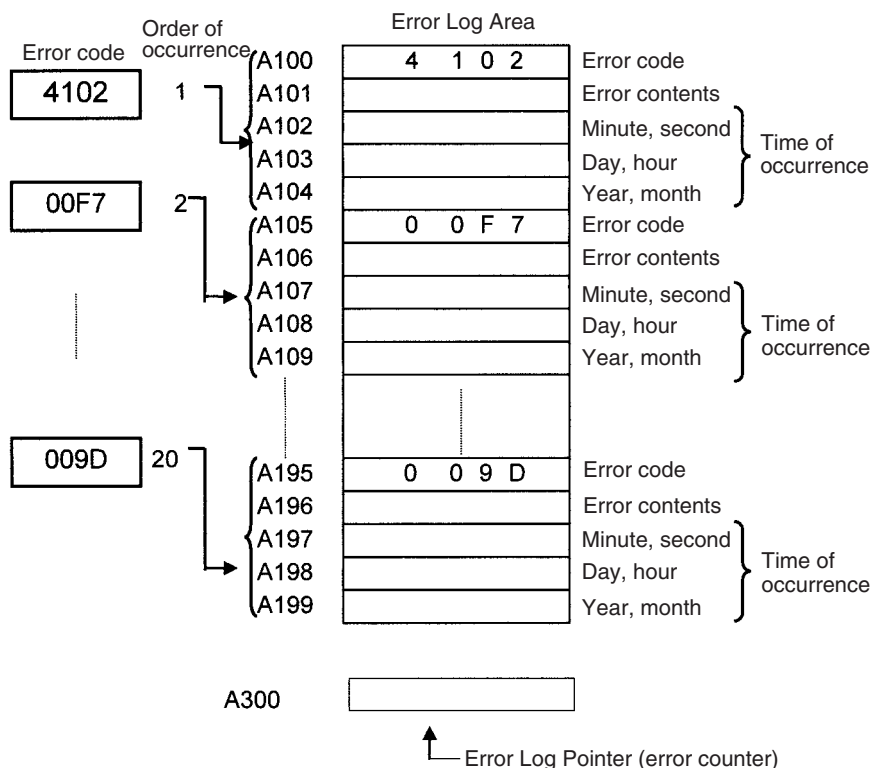 Error Log Area
Order of
occurrence
Error code
A100 4 1 0 2 Error code
4102 1
A101 Error contents
A102 Minute, second
A103 Day, hour
A104 Year, month
Time of
occurrence
00F7 2
A105 0 0 F 7 Error code
A106 Error contents
A107 Minute, second
A108 Day, hour
A109 Year, month
Time of
occurrence
009D 20
A195 0 0 9 D Error code
A196 Error contents
A197 Minute, second
A198 Day, hour
A199 Year, month
Time of
occurrence
A300
Error Log Pointer (error counter)